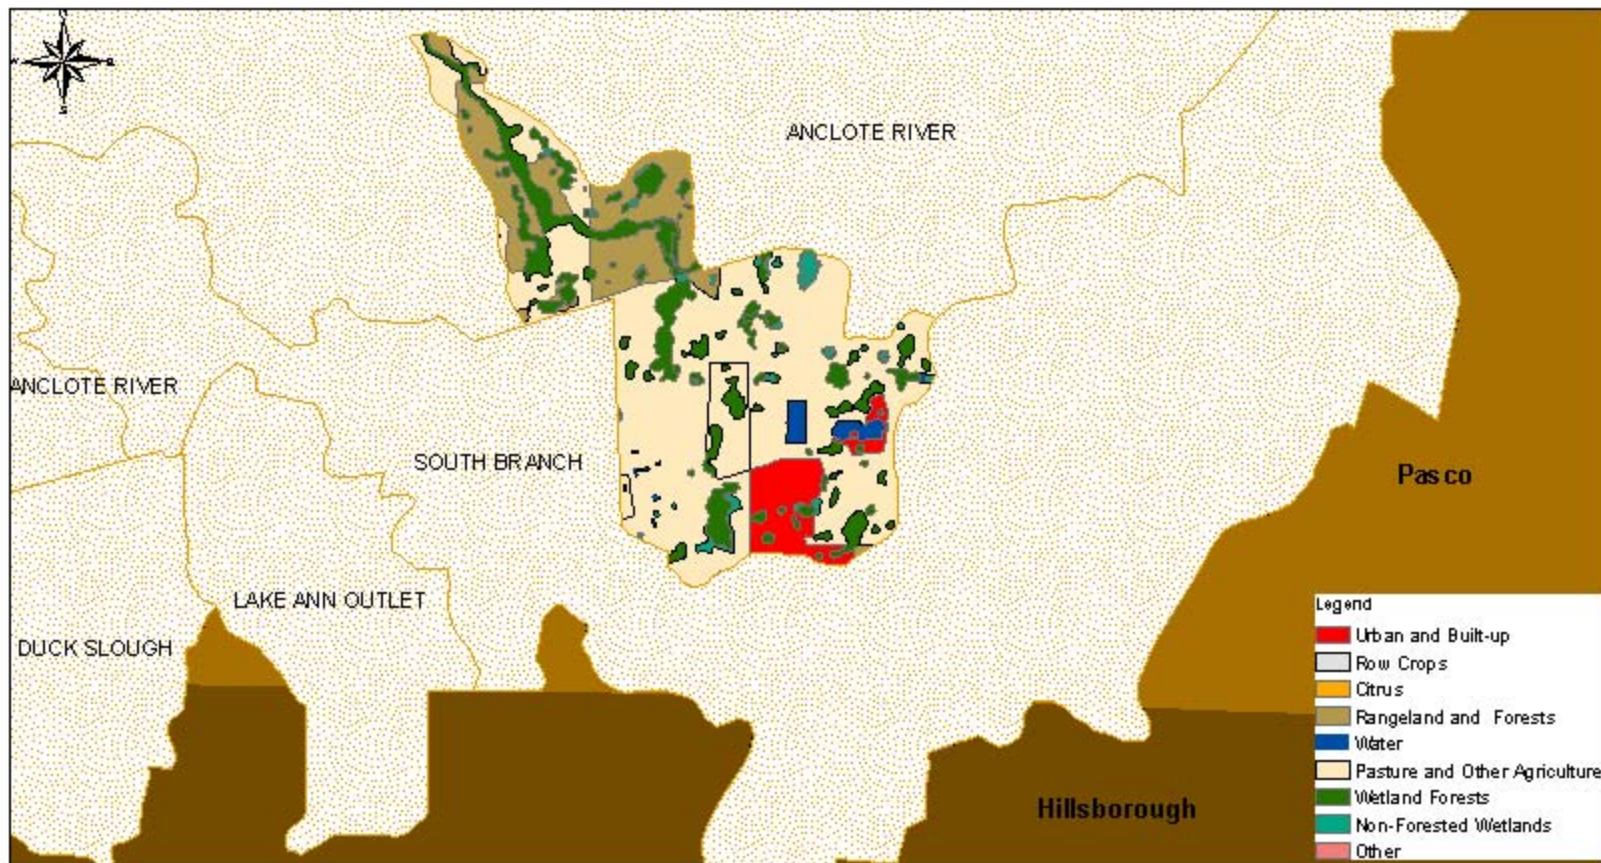 ANCLOTE RIVER
ANCLOTE RIVER
SOUTH BRANCH
Pasco
LAKE ANN OUTLET
DUCK SLOUGH
Hillsborough
Legend
Urban and Built-up
Row Crops
Citrus
Rangeland and Forests
Water
Pasture and Other Agriculture
Wetland Forests
Non-Forested Wetlands
Other